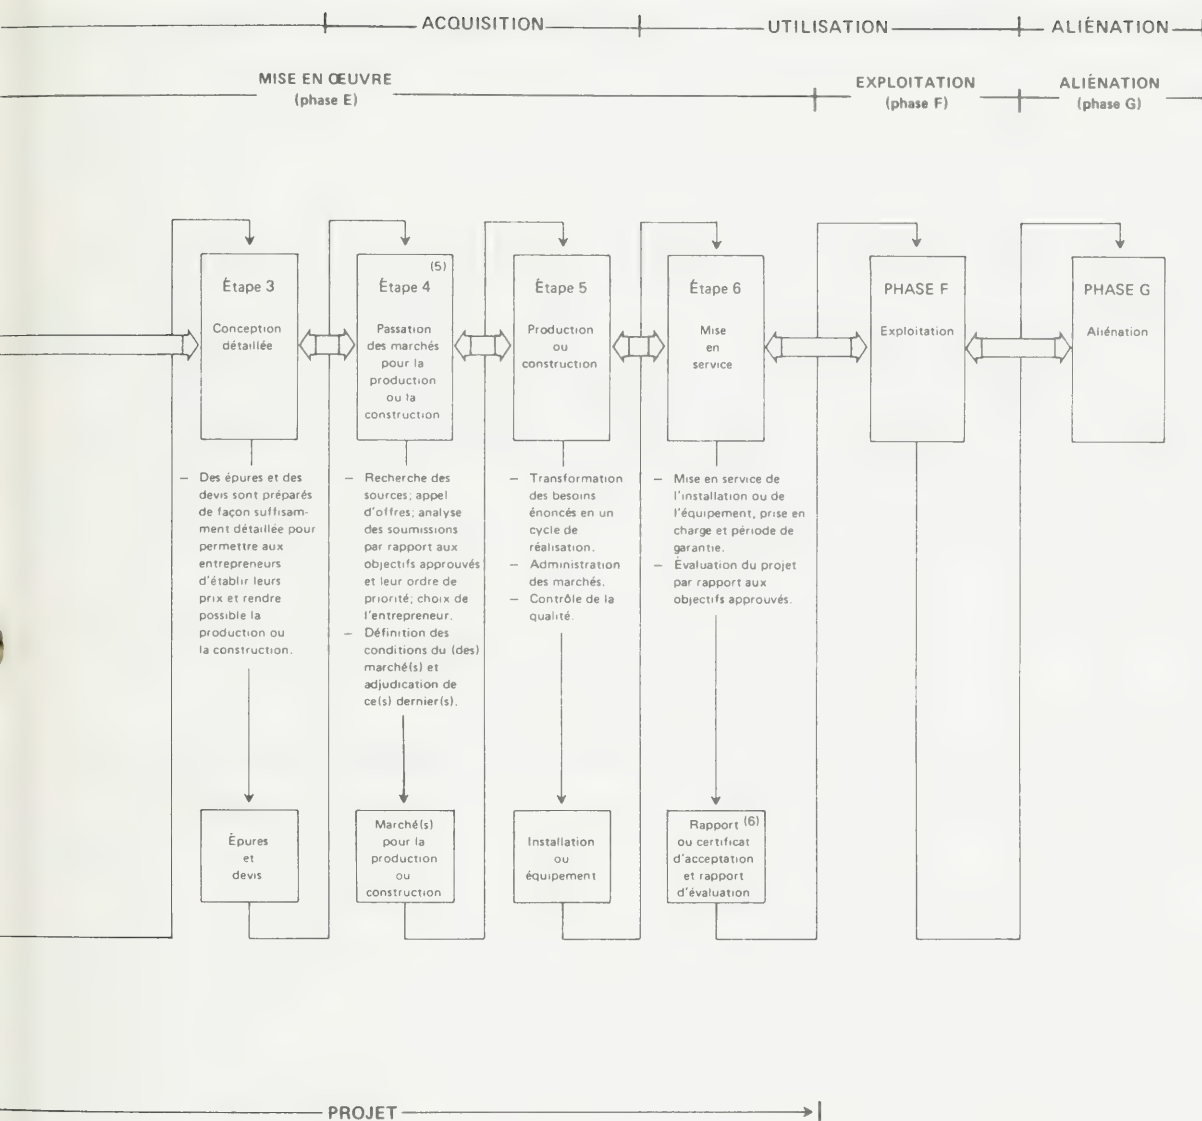 ACQUISITION
UTILISATION
ALIÉNATION
MISE EN ŒUVRE
(phase E)
EXPLOITATION
(phase F)
ALIÉNATION
(phase G)
Étape 3
Conception
détaillée
(5)
Étape 4
Passation
des marchés
pour la
production
ou la
construction
Étape 5
Production
ou
construction
Étape 6
Mise
en
service
PHASE F
Exploitation
PHASE G
Aliénation
— Des épures et des
devis sont préparés
de façon suffisam-
ment détaillée pour
permettre aux
entrepreneurs
d'établir leurs
prix et rendre
possible la
production ou
la construction.
— Recherche des
sources; appel
d'offres; analyse
des soumissions
par rapport aux
objectifs approuvés
et leur ordre de
priorité; choix de
l'entrepreneur.
— Définition des
conditions du (des)
marché(s) et
adjudication de
ce(s) dernier(s).
— Transformation
des besoins
énoncés en un
cycle de
réalisation.
— Administration
des marchés.
— Contrôle de la
qualité.
— Mise en service de
l'installation ou de
l'équipement, prise en
charge et période de
garantie.
— Évaluation du projet
par rapport aux
objectifs approuvés.
Épures
et
devis
Marché(s)
pour la
production
ou
construction
Installation
ou
équipement
Rapport (6)
ou certificat
d'acceptation
et rapport
d'évaluation
PROJET